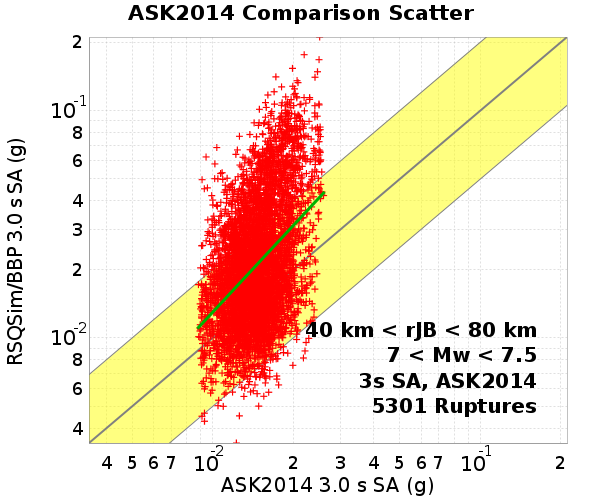 ASK2014 Comparison Scatter
RSQSim/BBP 3.0 s SA (g)
2
10-1
8
6
4
3
2
10-2
8
6
4
40 km < rJB < 80 km
7 < Mw < 7.5
3s SA, ASK2014
5301 Ruptures
4 5 6 7 10-2 2 3 4 5 6 7 10-1 2
ASK2014 3.0 s SA (g)